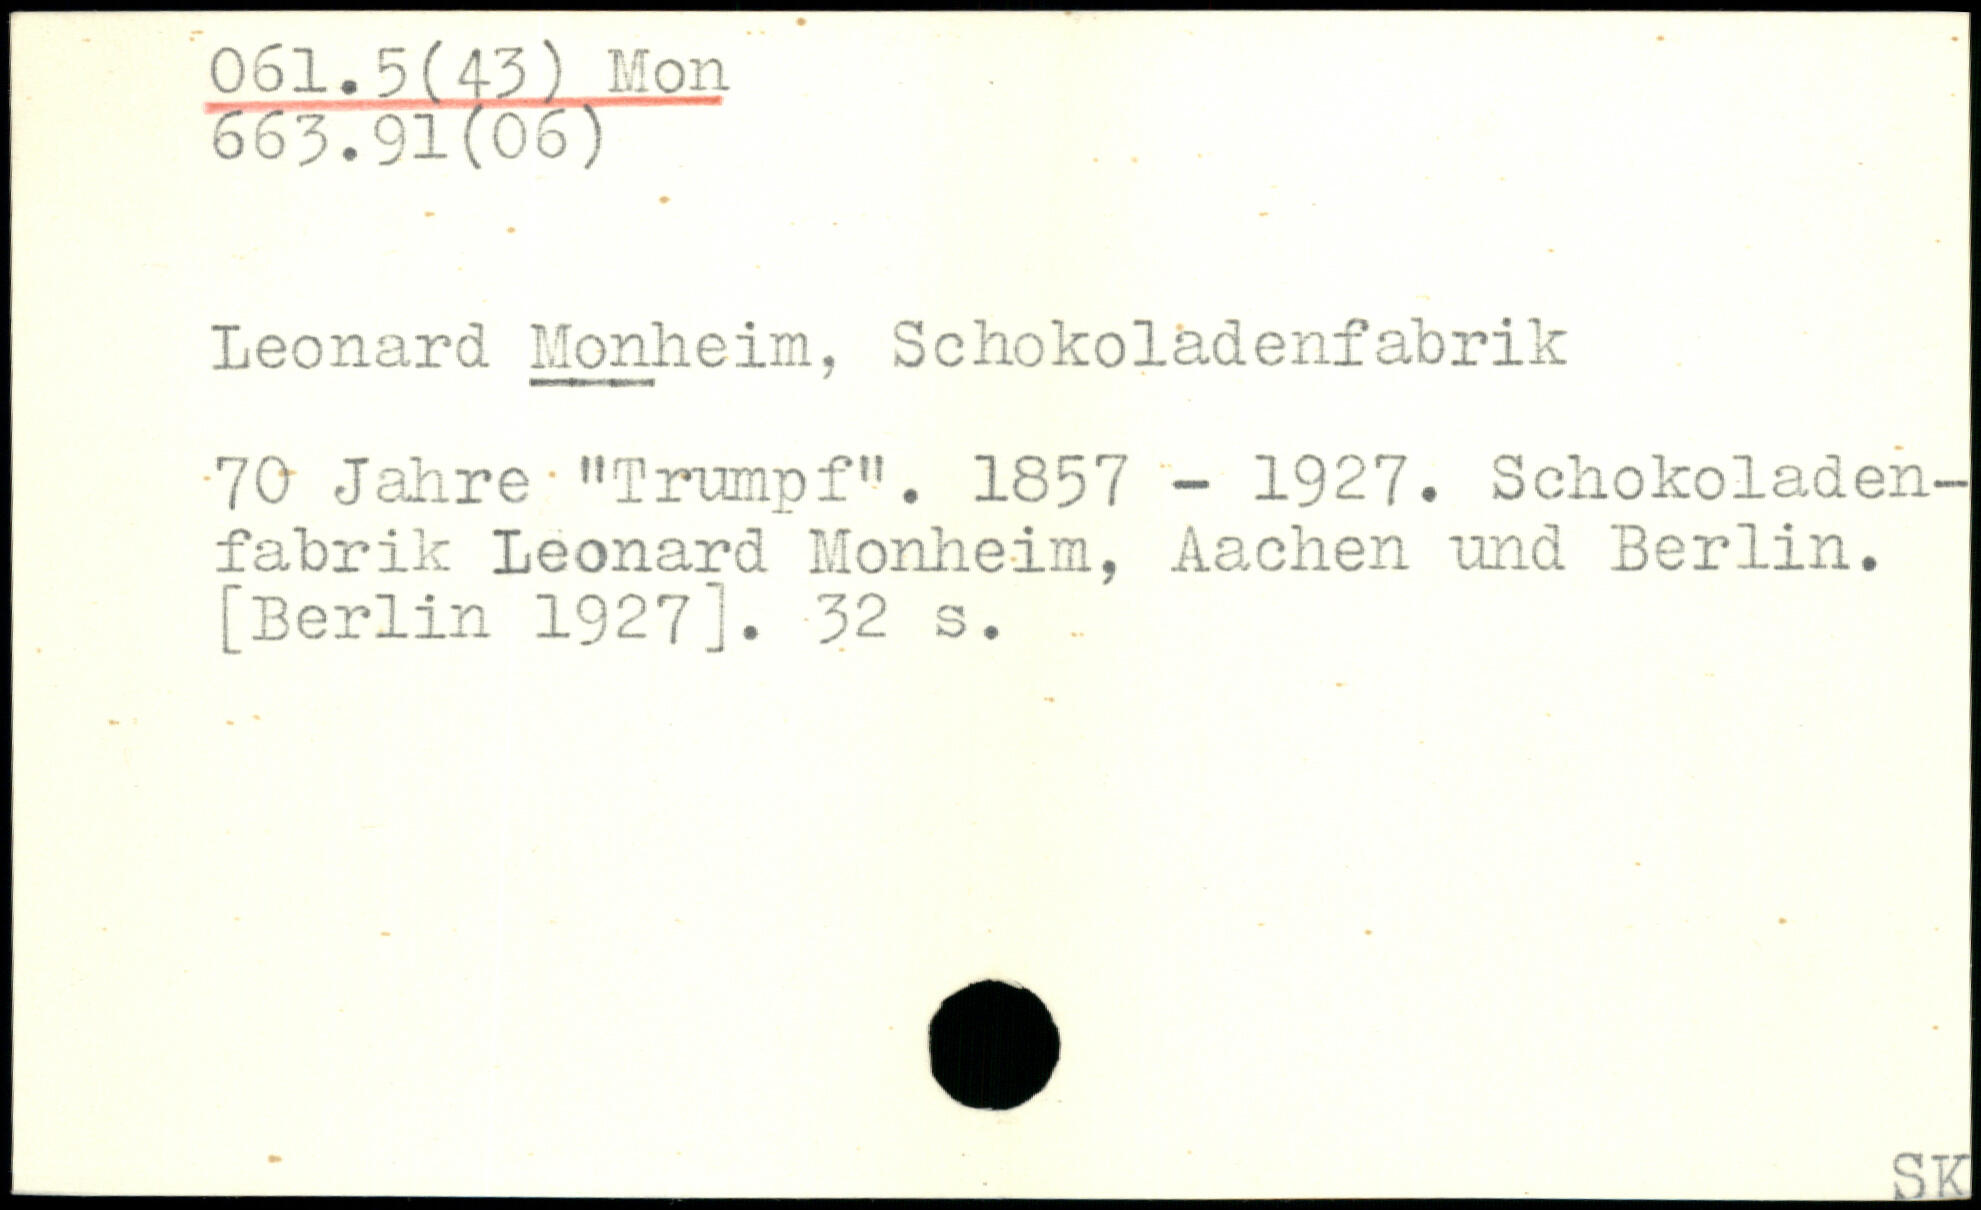 061.5(43) Mon
663.91(06)
Leonard Monheim, Schokoladenfabrik
70 Jahre "Trumpf". 1857 - 1927. Schokoladen-
fabrik Leonard Monheim, Aachen und Berlin.
[Berlin 1927]. 32 s.
SK